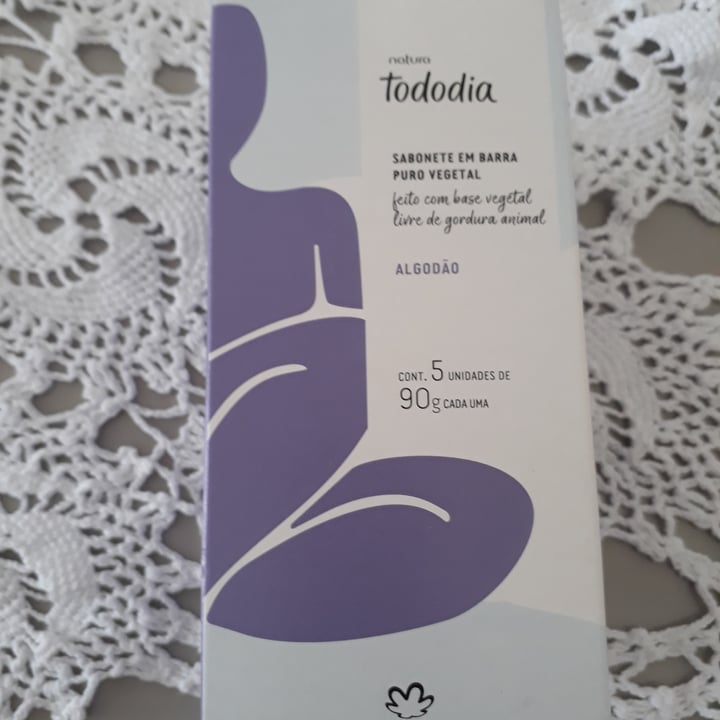 natura
tododia
SABONETE EM BARRA
PURO VEGETAL
feito com base vegetal
livre de gordura animal
ALGODÃO
CONT. 5 UNIDADES DE
90g CADA UMA